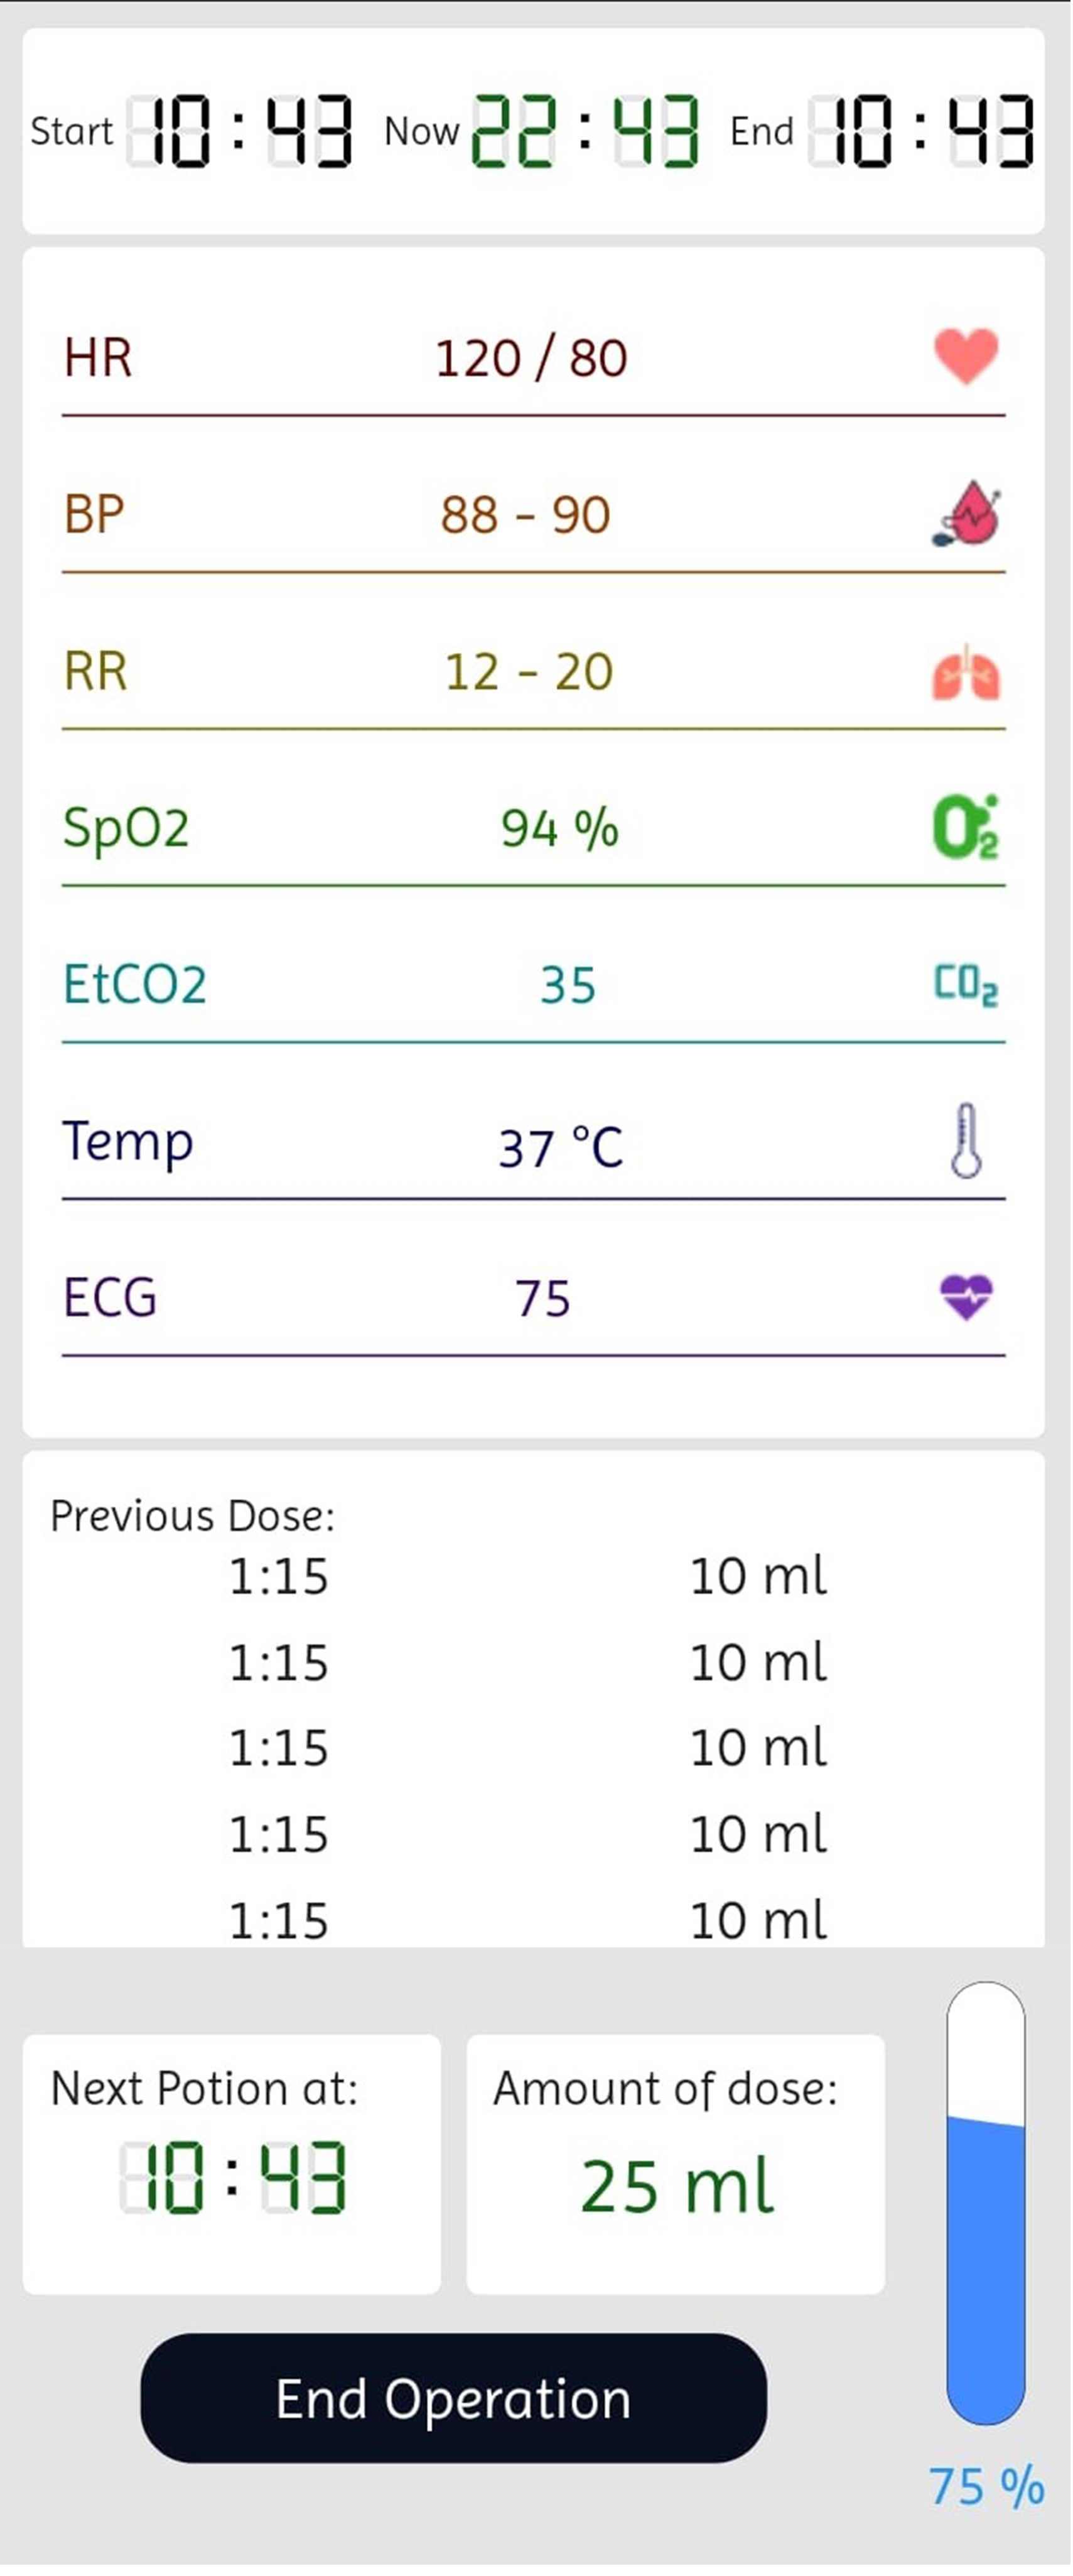 Start 10:43 Now 22:43 End 10:43
HR 120 / 80
BP 88 - 90
RR 12 - 20
SpO2 94 % O2
EtCO2 35 CO2
Temp 37 °C
ECG 75
Previous Dose:
1:15 10 ml
1:15 10 ml
1:15 10 ml
1:15 10 ml
1:15 10 ml
Next Potion at: Amount of dose:
10:43 25 ml
End Operation
75 %